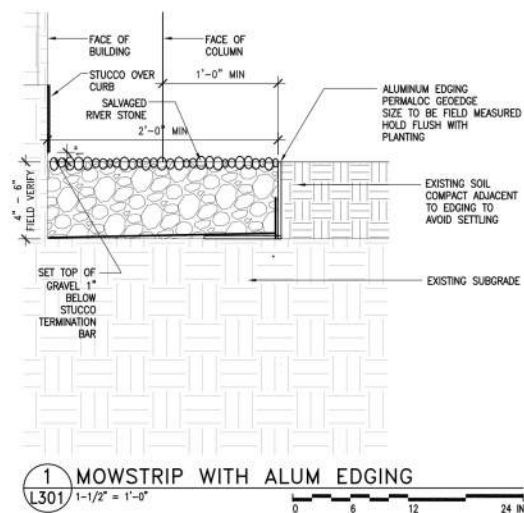 FACE OF
BUILDING
FACE OF
COLUMN
STUCCO OVER
CURB
1'-0" MIN
SALVAGED
RIVER STONE
2'-0" MIN
ALUMINUM EDGING
PERMALOC GEOEDGE
SIZE TO BE FIELD MEASURED
HOLD FLUSH WITH
PLANTING
4" - 6"
FIELD VERIFY
EXISTING SOIL
COMPACT ADJACENT
TO EDGING TO
AVOID SETTLING
SET TOP OF
GRAVEL 1"
BELOW
STUCCO
TERMINATION
BAR
EXISTING SUBGRADE
1
L301
MOWSTRIP WITH ALUM EDGING
1-1/2" = 1'-0"
0 6 12 24 IN